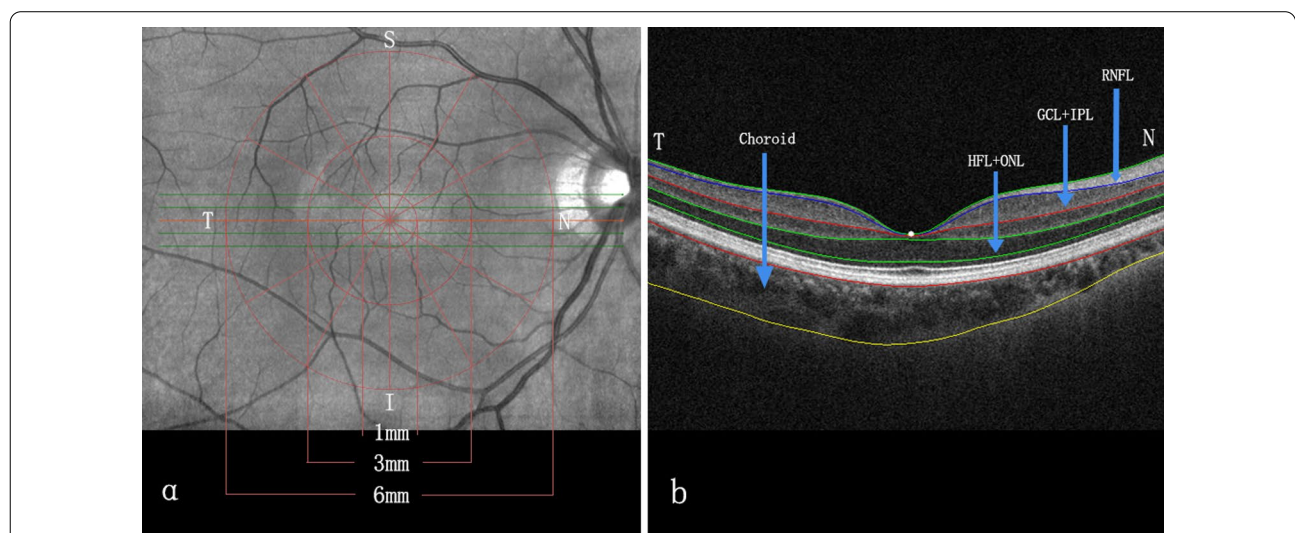 S
T
N
I
1mm
3mm
6mm
α
RNFL
GCL+IPL
T
Choroid
N
HFL+ONL
b